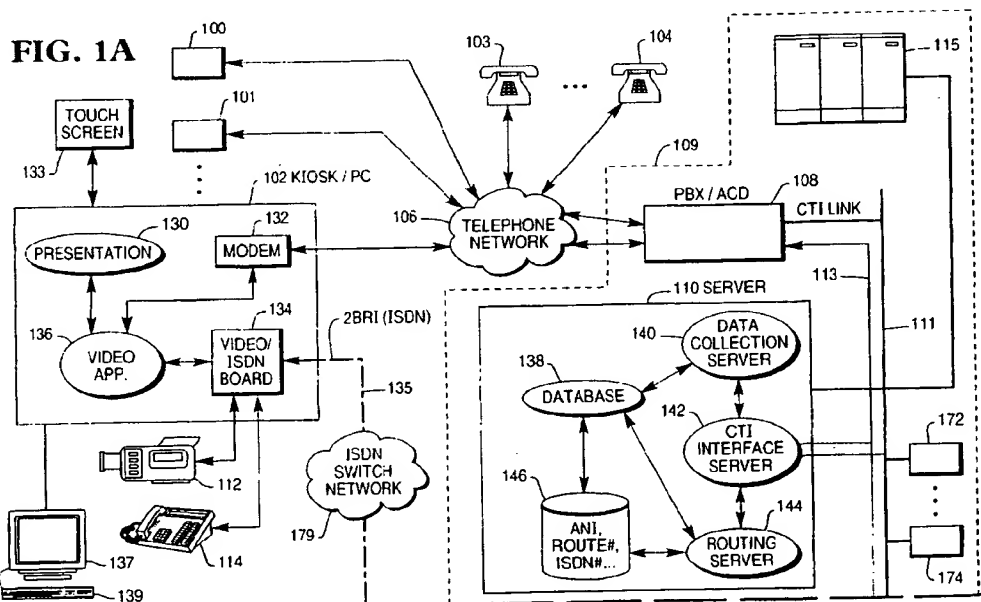 FIG. 1A
100
103
104
115
TOUCH
SCREEN
133
101
109
102 KIOSK / PC
PBX / ACD
108
CTI LINK
106
TELEPHONE
NETWORK
130
PRESENTATION
132
MODEM
113
110 SERVER
111
136
VIDEO
APP.
134
VIDEO/
ISDN
BOARD
2BRI (ISDN)
135
140
DATA
COLLECTION
SERVER
138
DATABASE
142
CTI
INTERFACE
SERVER
172
112
ISDN
SWITCH
NETWORK
179
146
ANI,
ROUTE#,
ISDN#...
144
ROUTING
SERVER
174
137
114
139